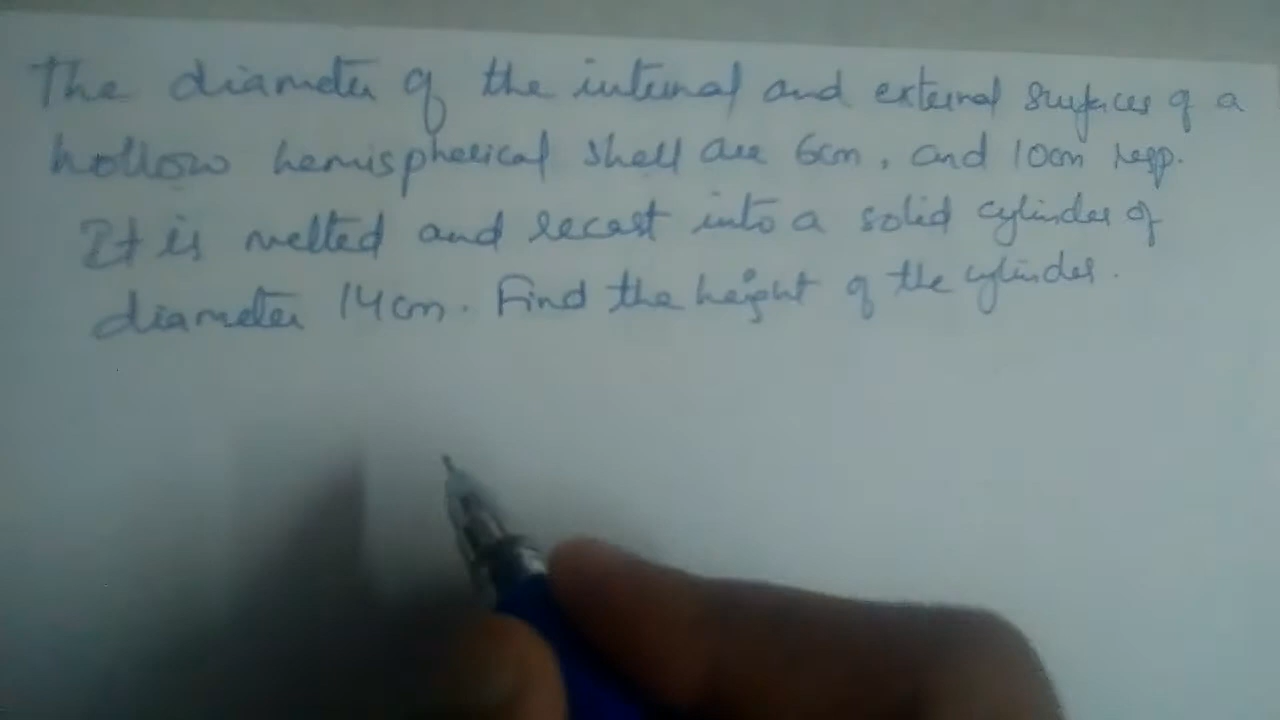 The diameter of the internal and external surfaces of a
hollow hemispherical shell are 6cm, and 10cm resp.
It is melted and recast into a solid cylinder of
diameter 14cm. Find the height of the cylinder.